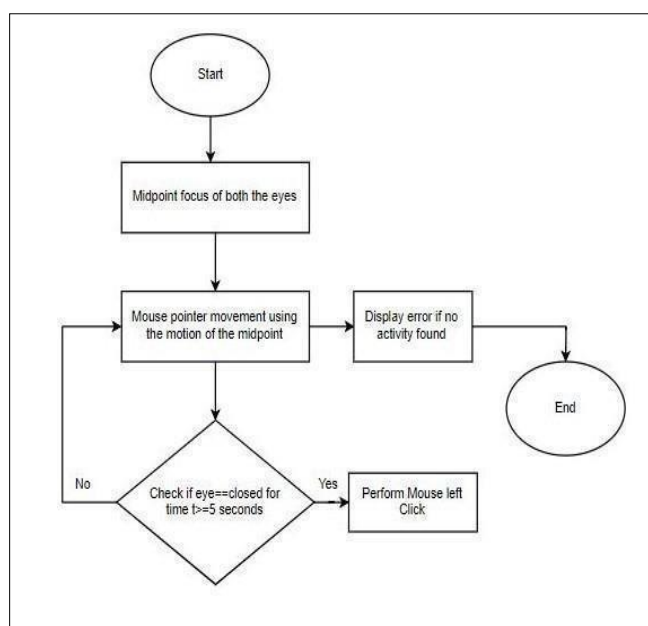 Start
Midpoint focus of both the eyes
Mouse pointer movement using
the motion of the midpoint
Display error if no
activity found
End
No
Check if eye==closed for
time t>=5 seconds
Yes
Perform Mouse left
Click